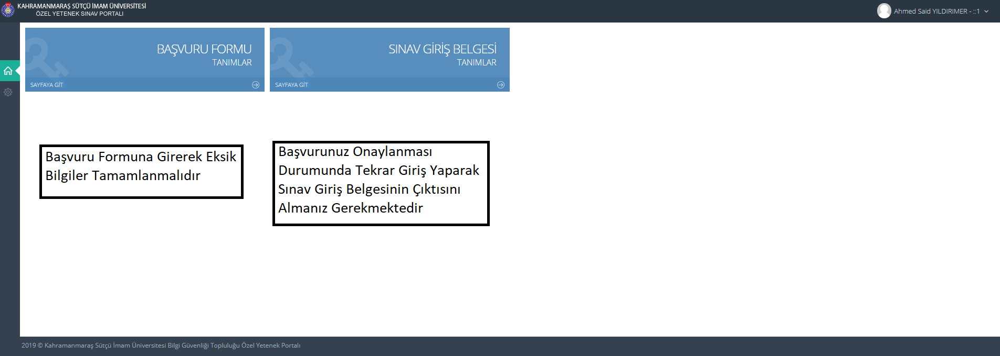 KAHRAMANMARAŞ SÜTÇÜ İMAM ÜNİVERSİTESİ
ÖZEL YETENEK SINAV PORTALI
Ahmed Said YILDIRIMER - ::1
BAŞVURU FORMU
TANIMLAR
SAYFAYA GİT
SINAV GİRİŞ BELGESİ
TANIMLAR
SAYFAYA GİT
Başvuru Formuna Girerek Eksik
Bilgiler Tamamlanmalıdır
Başvurunuz Onaylanması
Durumunda Tekrar Giriş Yaparak
Sınav Giriş Belgesinin Çıktısını
Almanız Gerekmektedir
2019 © Kahramanmaraş Sütçü İmam Üniversitesi Bilgi Güvenliği Topluluğu Özel Yetenek Portalı